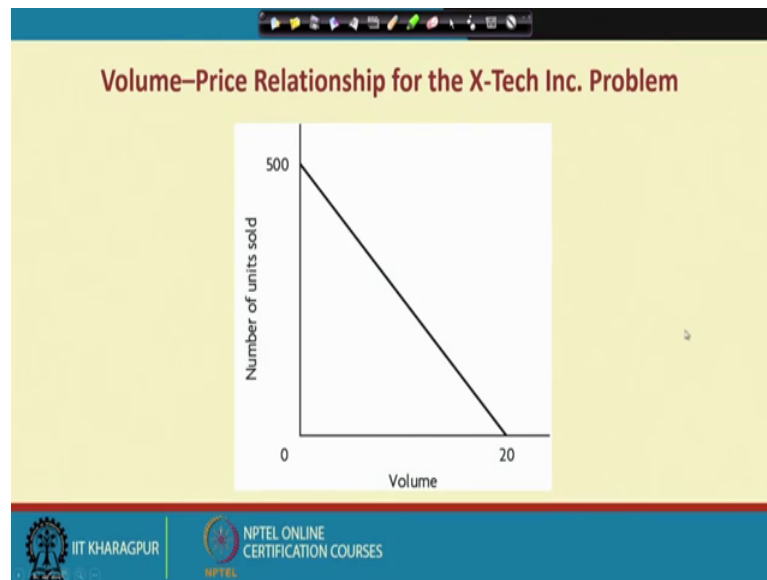 Volume–Price Relationship for the X-Tech Inc. Problem
500
Number of units sold
0
20
Volume
IIT KHARAGPUR
NPTEL ONLINE
CERTIFICATION COURSES
NPTEL